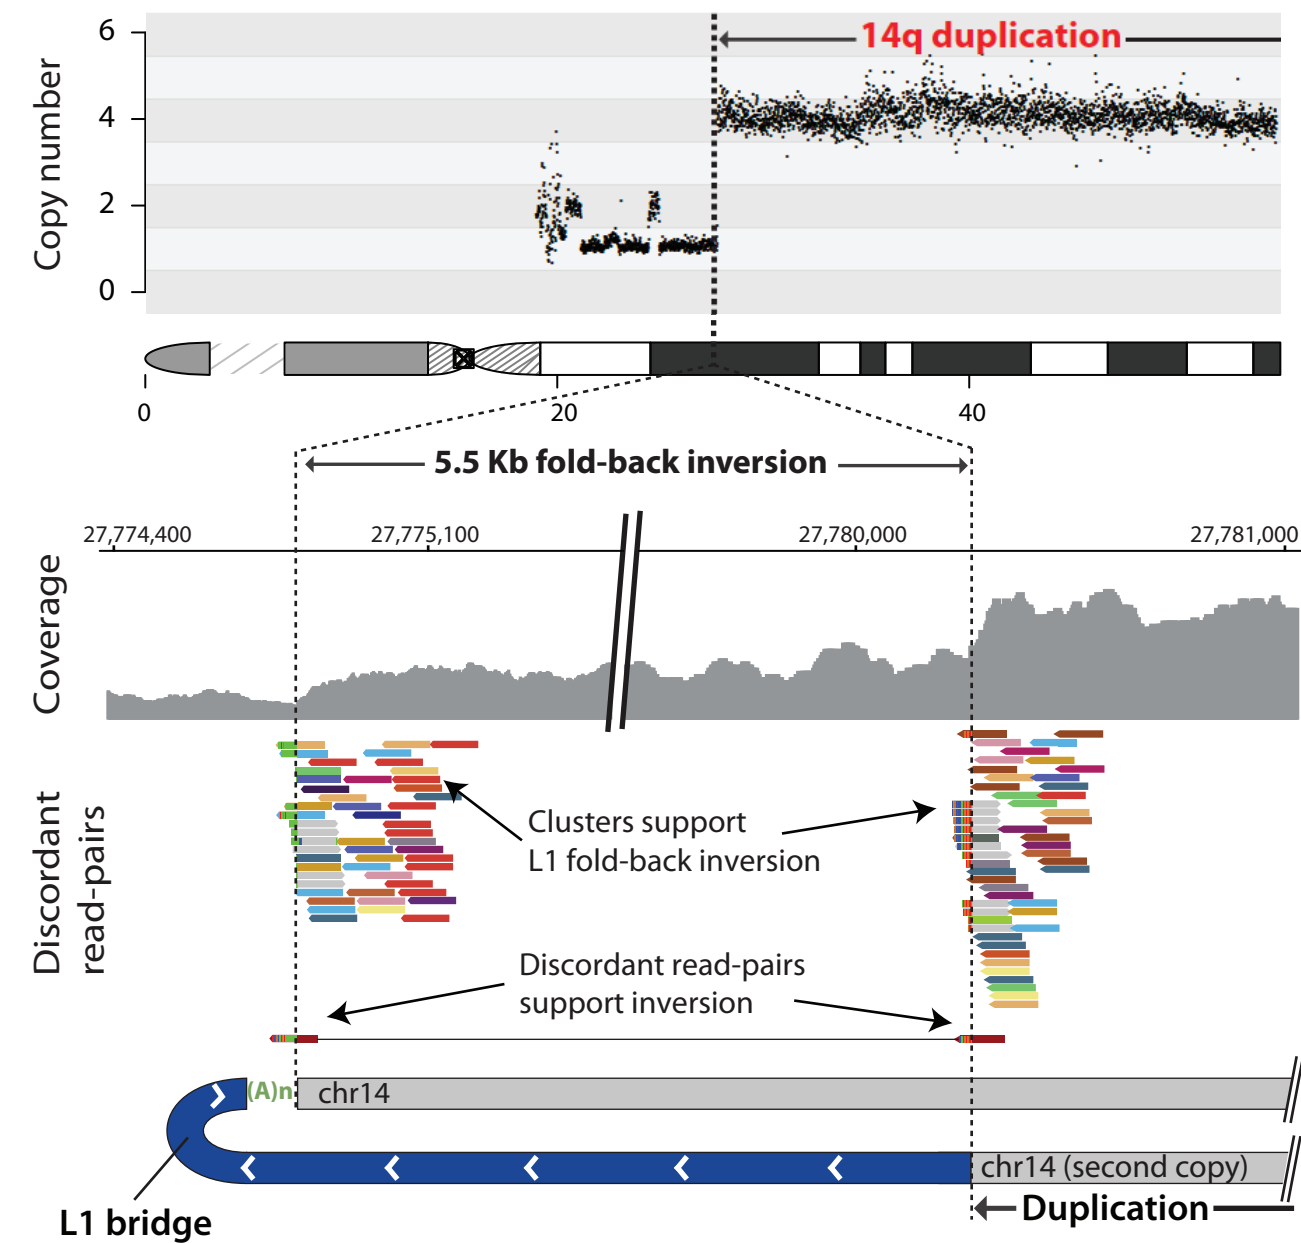 6
14q duplication
4
2
0
Copy number
0
20
40
5.5 Kb fold-back inversion
27,774,400
27,775,100
27,780,000
27,781,000
Coverage
Discordant
read-pairs
Clusters support
L1 fold-back inversion
Discordant read-pairs
support inversion
(A)n
chr14
chr14 (second copy)
Duplication
L1 bridge